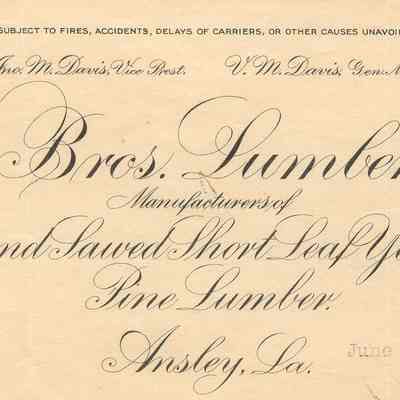 SUBJECT TO FIRES, ACCIDENTS, DELAYS OF CARRIERS, OR OTHER CAUSES UNAVOI
Jno. M. Davis, Vice Prest. V. M. Davis, Gen.
Bros. Lumber
Manufacturers of
nd Sawed Short Leaf Y
Pine Lumber.
Ansley, La. June